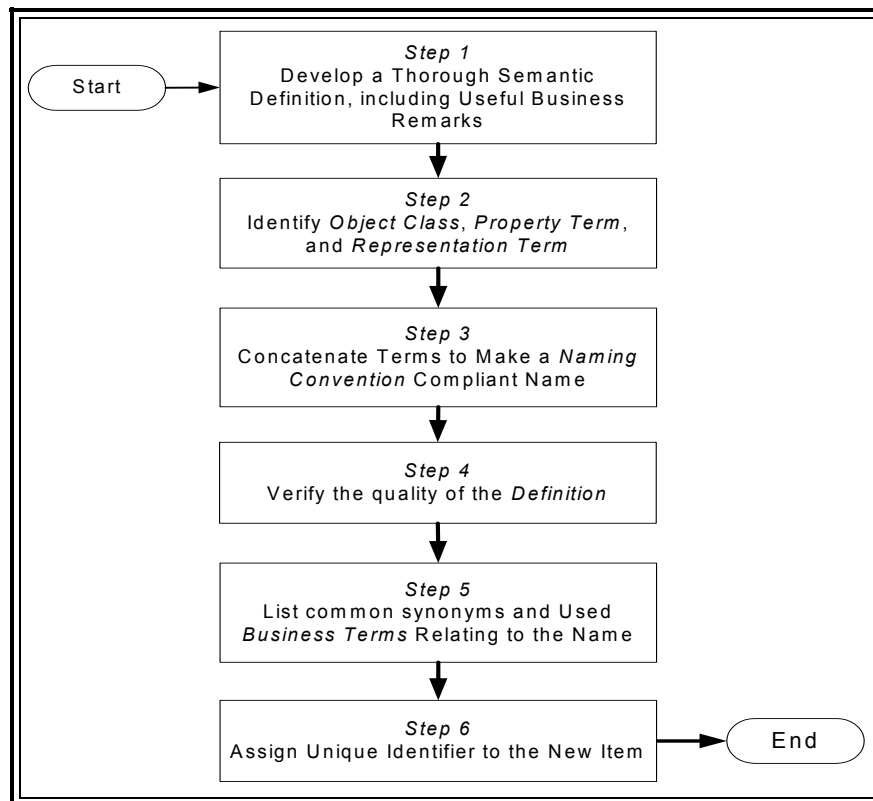 Start
Step 1
Develop a Thorough Semantic
Definition, including Useful Business
Remarks
Step 2
Identify Object Class, Property Term,
and Representation Term
Step 3
Concatenate Terms to Make a Naming
Convention Compliant Name
Step 4
Verify the quality of the Definition
Step 5
List common synonyms and Used
Business Terms Relating to the Name
Step 6
Assign Unique Identifier to the New Item
End